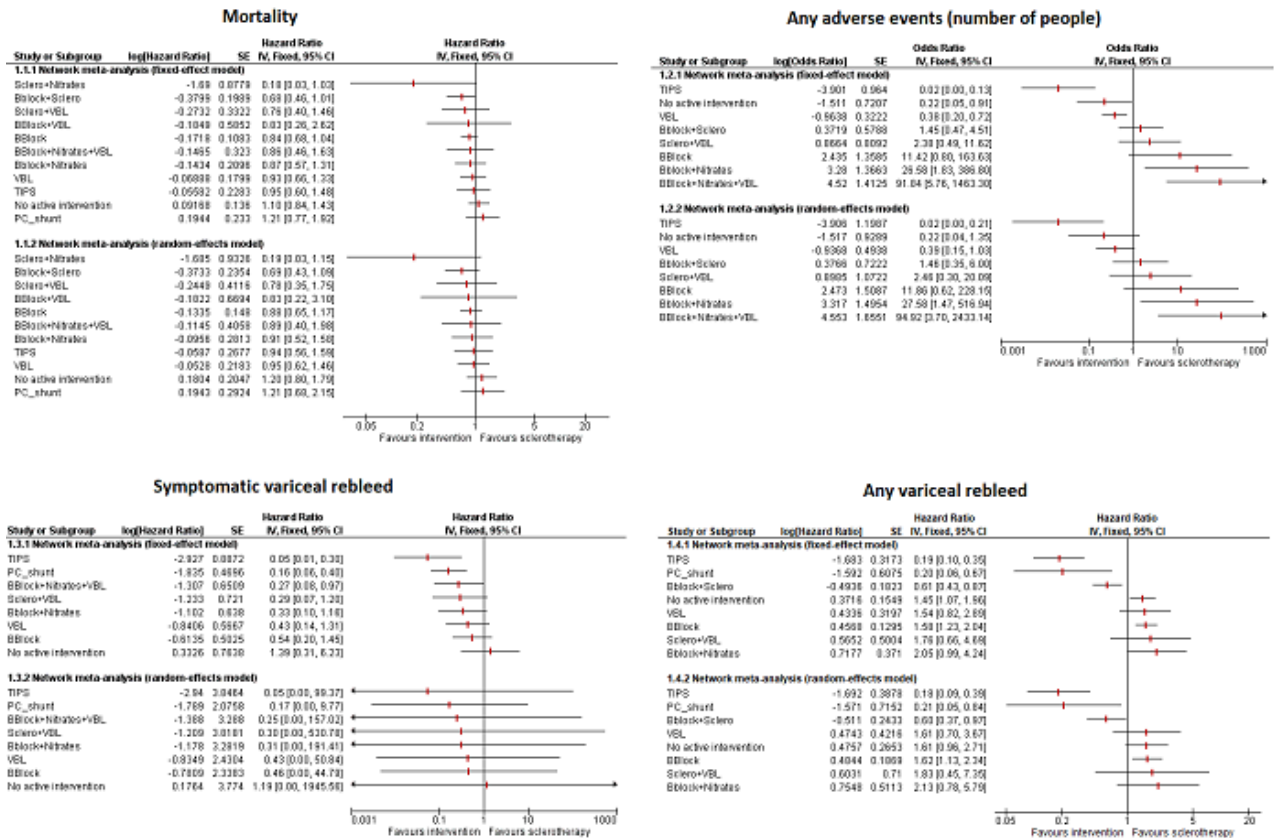 Mortality
Hazard Ratio Hazard Ratio
Study or Subgroup log[Hazard Ratio] SE IV, Fixed, 95% CI IV, Fixed, 95% CI
1.1.1 Network meta-analysis (fixed-effect model)
Sclero+Nitrates -1.69 0.8779 0.18 [0.03, 1.03]
Bblock+Sclero -0.3799 0.1989 0.68 [0.46, 1.01]
Sclero+VBL -0.2732 0.3322 0.76 [0.40, 1.46]
BBlock+VBL -0.1849 0.5852 0.83 [0.26, 2.62]
BBlock -0.1718 0.1083 0.84 [0.68, 1.04]
BBlock+Nitrates+VBL -0.1465 0.323 0.86 [0.46, 1.63]
Bblock+Nitrates -0.1434 0.2096 0.87 [0.57, 1.31]
VBL -0.06888 0.1799 0.93 [0.66, 1.33]
TIPS -0.05592 0.2283 0.95 [0.60, 1.48]
No active intervention 0.09168 0.136 1.10 [0.84, 1.43]
PC_shunt 0.1944 0.233 1.21 [0.77, 1.92]
1.1.2 Network meta-analysis (random-effects model)
Sclero+Nitrates -1.685 0.9326 0.19 [0.03, 1.15]
Bblock+Sclero -0.3733 0.2354 0.69 [0.43, 1.09]
Sclero+VBL -0.2449 0.4116 0.78 [0.35, 1.75]
BBlock+VBL -0.1822 0.6694 0.83 [0.22, 3.10]
BBlock -0.1335 0.148 0.88 [0.65, 1.17]
BBlock+Nitrates+VBL -0.1145 0.4058 0.89 [0.40, 1.98]
Bblock+Nitrates -0.0956 0.2813 0.91 [0.52, 1.58]
TIPS -0.0587 0.2677 0.94 [0.56, 1.59]
VBL -0.0528 0.2183 0.95 [0.62, 1.46]
No active intervention 0.1804 0.2047 1.20 [0.80, 1.79]
PC_shunt 0.1943 0.2924 1.21 [0.68, 2.15]
0.05 0.2 1 5 20
Favours intervention Favours sclerotherapy
Any adverse events (number of people)
Odds Ratio Odds Ratio
Study or Subgroup log[Odds Ratio] SE IV, Fixed, 95% CI IV, Fixed, 95% CI
1.2.1 Network meta-analysis (fixed-effect model)
TIPS -3.901 0.964 0.02 [0.00, 0.13]
No active intervention -1.511 0.7207 0.22 [0.05, 0.91]
VBL -0.9638 0.3222 0.38 [0.20, 0.72]
Bblock+Sclero 0.3719 0.5788 1.45 [0.47, 4.51]
Sclero+VBL 0.8664 0.8092 2.38 [0.49, 11.62]
BBlock 2.435 1.3585 11.42 [0.80, 163.63]
Bblock+Nitrates 3.28 1.3663 26.58 [1.83, 386.80]
BBlock+Nitrates+VBL 4.52 1.4125 91.84 [5.76, 1463.30]
1.2.2 Network meta-analysis (random-effects model)
TIPS -3.906 1.1987 0.02 [0.00, 0.21]
No active intervention -1.517 0.9289 0.22 [0.04, 1.35]
VBL -0.9368 0.4938 0.39 [0.15, 1.03]
Bblock+Sclero 0.3766 0.7222 1.46 [0.35, 6.00]
Sclero+VBL 0.8985 1.0722 2.46 [0.30, 20.09]
BBlock 2.473 1.5087 11.86 [0.62, 228.15]
Bblock+Nitrates 3.317 1.4954 27.58 [1.47, 516.94]
BBlock+Nitrates+VBL 4.553 1.6551 94.92 [3.70, 2433.14]
0.001 0.1 1 10 1000
Favours intervention Favours sclerotherapy
Symptomatic variceal rebleed
Hazard Ratio Hazard Ratio
Study or Subgroup log[Hazard Ratio] SE IV, Fixed, 95% CI IV, Fixed, 95% CI
1.3.1 Network meta-analysis (fixed-effect model)
TIPS -2.927 0.8872 0.05 [0.01, 0.30]
PC_shunt -1.835 0.4696 0.16 [0.06, 0.40]
BBlock+Nitrates+VBL -1.307 0.6509 0.27 [0.08, 0.97]
Sclero+VBL -1.233 0.721 0.29 [0.07, 1.20]
Bblock+Nitrates -1.102 0.638 0.33 [0.10, 1.16]
VBL -0.8406 0.5667 0.43 [0.14, 1.31]
BBlock -0.6135 0.5025 0.54 [0.20, 1.45]
No active intervention 0.3326 0.7638 1.39 [0.31, 6.23]
1.3.2 Network meta-analysis (random-effects model)
TIPS -2.94 3.8464 0.05 [0.00, 99.37]
PC_shunt -1.789 2.0758 0.17 [0.00, 9.77]
BBlock+Nitrates+VBL -1.388 3.288 0.25 [0.00, 157.02]
Sclero+VBL -1.209 3.8181 0.30 [0.00, 530.78]
Bblock+Nitrates -1.178 3.2819 0.31 [0.00, 191.41]
VBL -0.8349 2.4304 0.43 [0.00, 50.84]
BBlock -0.7809 2.3383 0.46 [0.00, 44.79]
No active intervention 0.1764 3.774 1.19 [0.00, 1945.58]
0.001 0.1 1 10 1000
Favours intervention Favours sclerotherapy
Any variceal rebleed
Hazard Ratio Hazard Ratio
Study or Subgroup log[Hazard Ratio] SE IV, Fixed, 95% CI IV, Fixed, 95% CI
1.4.1 Network meta-analysis (fixed-effect model)
TIPS -1.683 0.3173 0.19 [0.10, 0.35]
PC_shunt -1.592 0.6075 0.20 [0.06, 0.67]
Bblock+Sclero -0.4936 0.1823 0.61 [0.43, 0.87]
No active intervention 0.3716 0.1549 1.45 [1.07, 1.96]
VBL 0.4336 0.3197 1.54 [0.82, 2.89]
BBlock 0.4568 0.1295 1.58 [1.23, 2.04]
Sclero+VBL 0.5652 0.5004 1.76 [0.66, 4.69]
Bblock+Nitrates 0.7177 0.371 2.05 [0.99, 4.24]
1.4.2 Network meta-analysis (random-effects model)
TIPS -1.692 0.3878 0.18 [0.09, 0.39]
PC_shunt -1.571 0.7152 0.21 [0.05, 0.84]
Bblock+Sclero -0.511 0.2433 0.60 [0.37, 0.97]
VBL 0.4743 0.4216 1.61 [0.70, 3.67]
No active intervention 0.4757 0.2653 1.61 [0.96, 2.71]
BBlock 0.4844 0.1869 1.62 [1.13, 2.34]
Sclero+VBL 0.6031 0.71 1.83 [0.45, 7.35]
Bblock+Nitrates 0.7548 0.5113 2.13 [0.78, 5.79]
0.05 0.2 1 5 20
Favours intervention Favours sclerotherapy